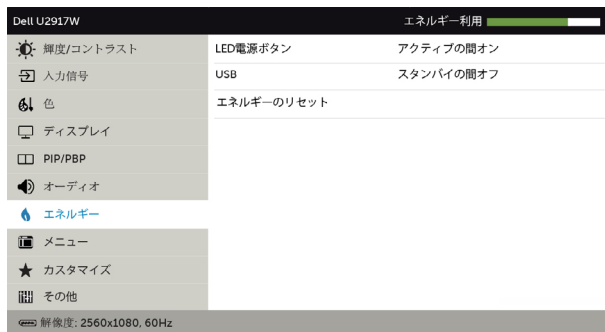 Dell U2917W
エネルギー利用
輝度/コントラスト
LED電源ボタン アクティブの間オン
入力信号
USB スタンバイの間オフ
色
エネルギーのリセット
ディスプレイ
PIP/PBP
オーディオ
エネルギー
メニュー
カスタマイズ
その他
解像度: 2560x1080, 60Hz